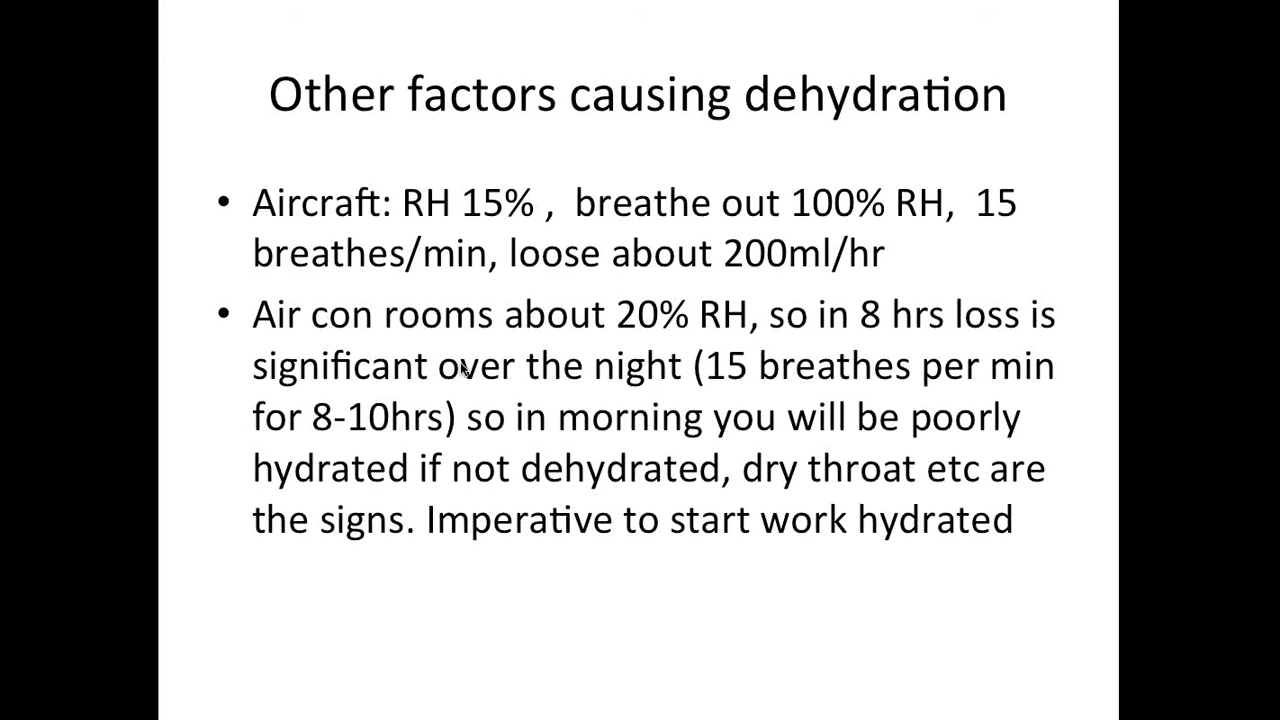 Other factors causing dehydration
• Aircraft: RH 15% ,  breathe out 100% RH,  15
breathes/min, loose about 200ml/hr
• Air con rooms about 20% RH, so in 8 hrs loss is
significant over the night (15 breathes per min
for 8-10hrs) so in morning you will be poorly
hydrated if not dehydrated, dry throat etc are
the signs. Imperative to start work hydrated